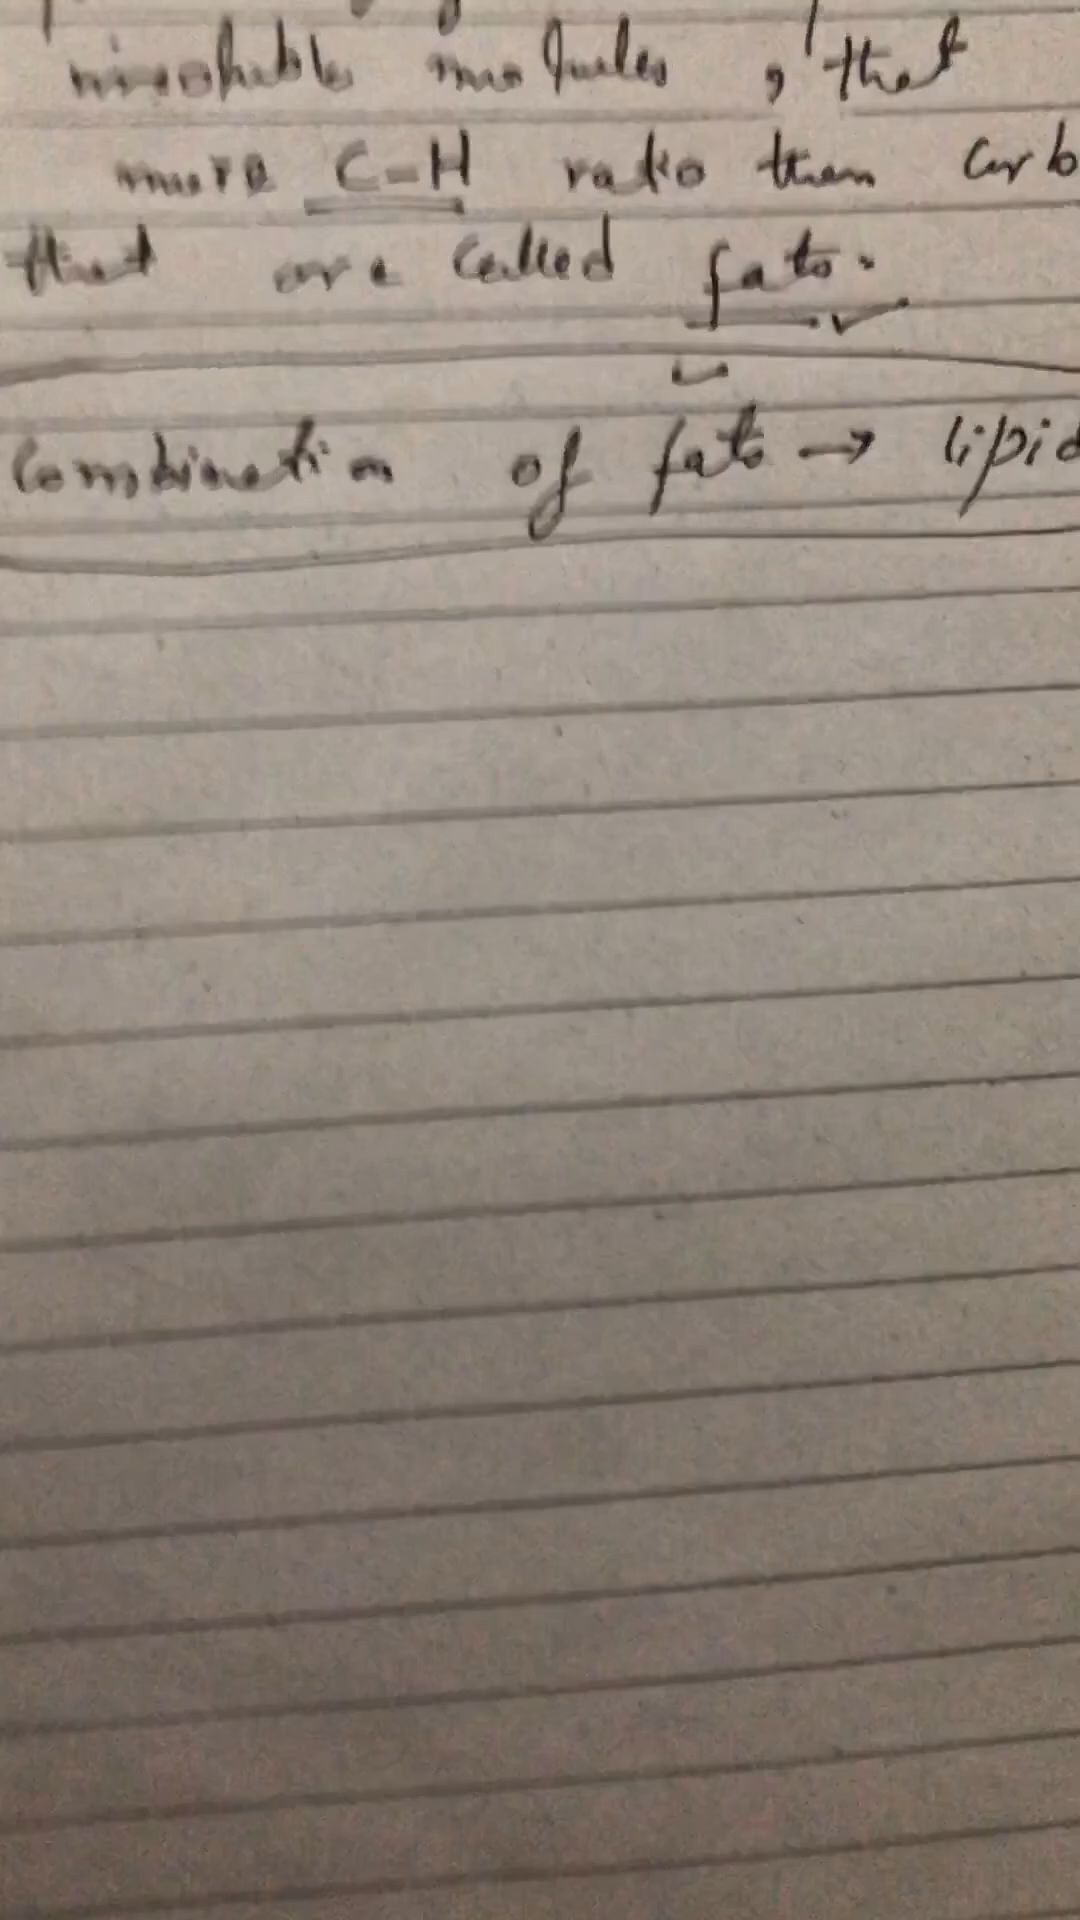 insoluble molecules, that
more C-H ratio than carb
that are called fats.
Combination of fats → lipid